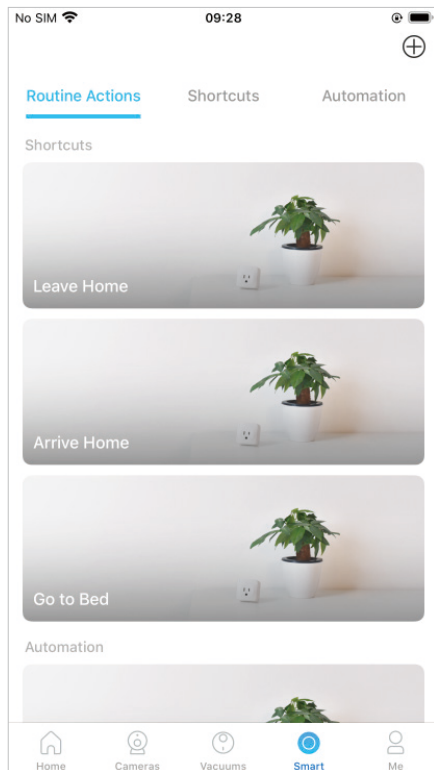 No SIM 09:28
Routine Actions Shortcuts Automation
Shortcuts
Leave Home
Arrive Home
Go to Bed
Automation
Home Cameras Vacuums Smart Me